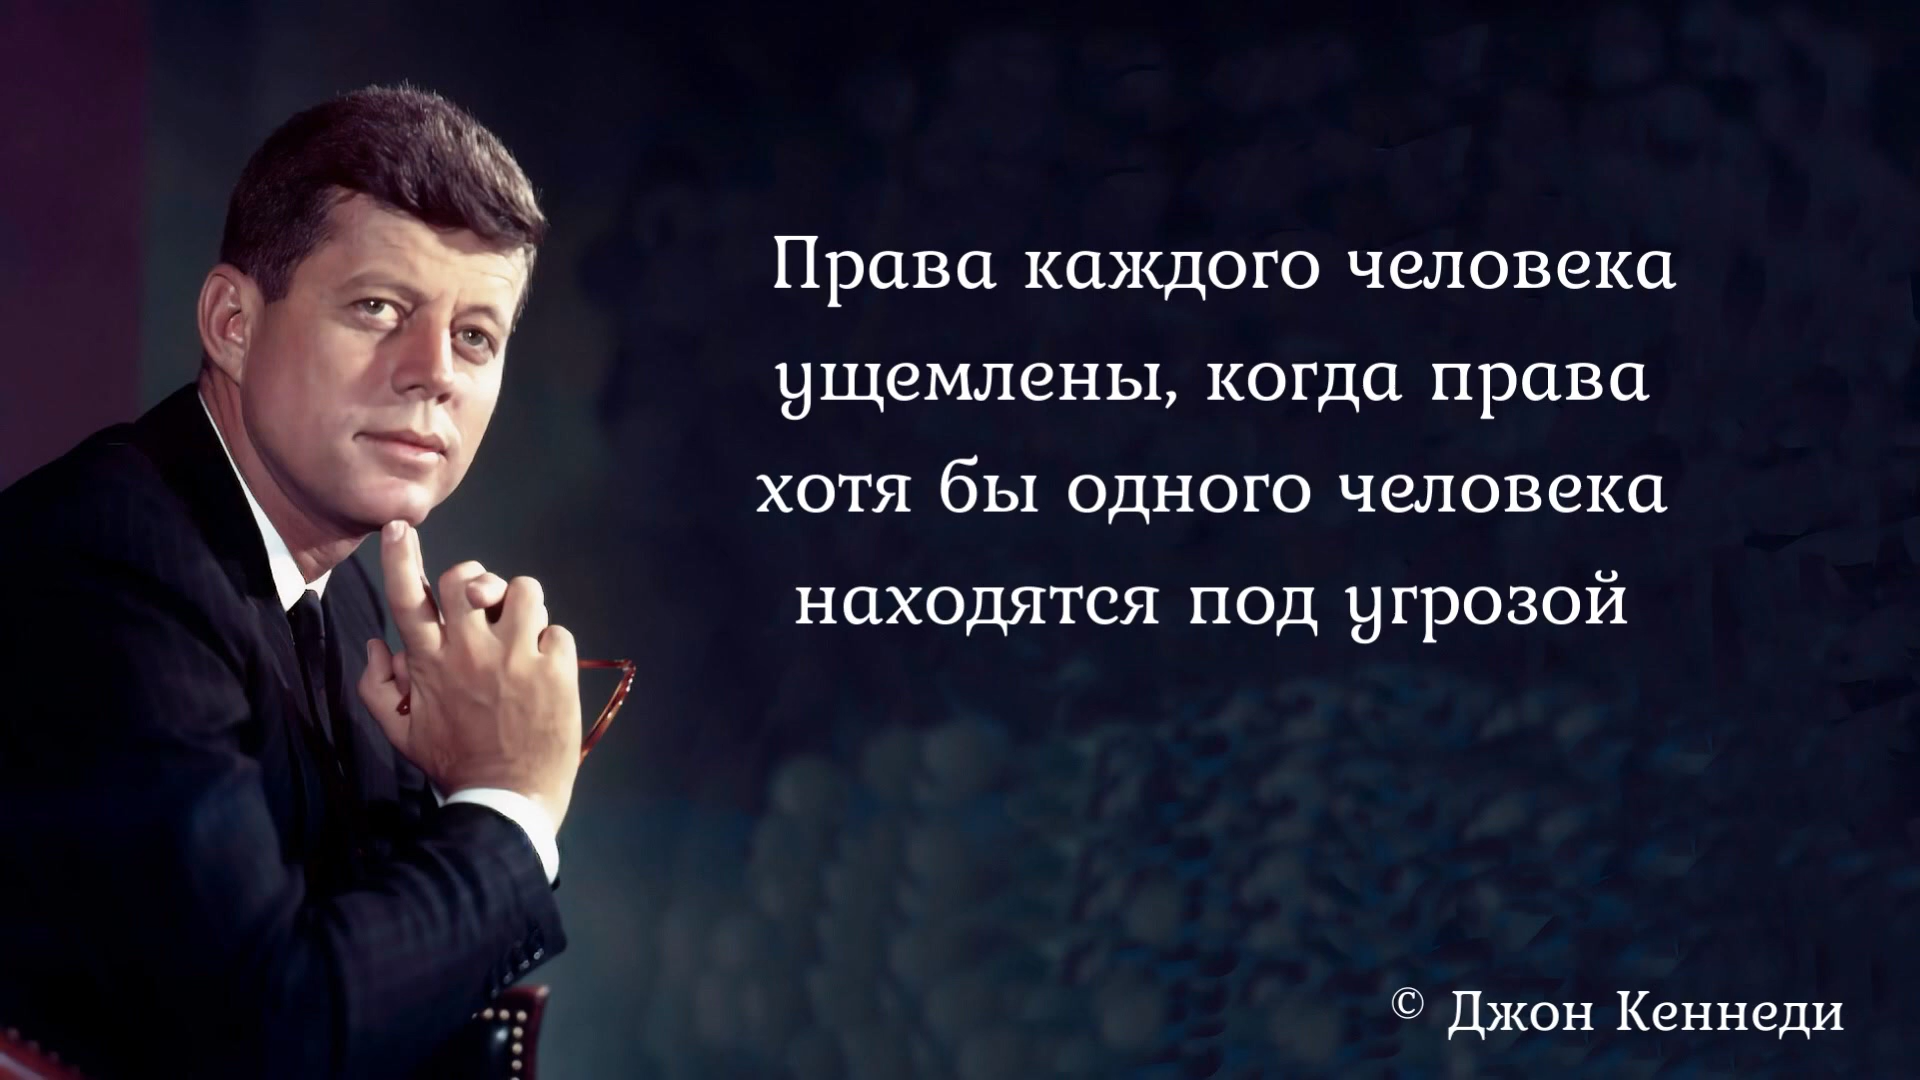 Права каждого человека
ущемлены, когда права
хотя бы одного человека
находятся под угрозой
© Джон Кеннеди